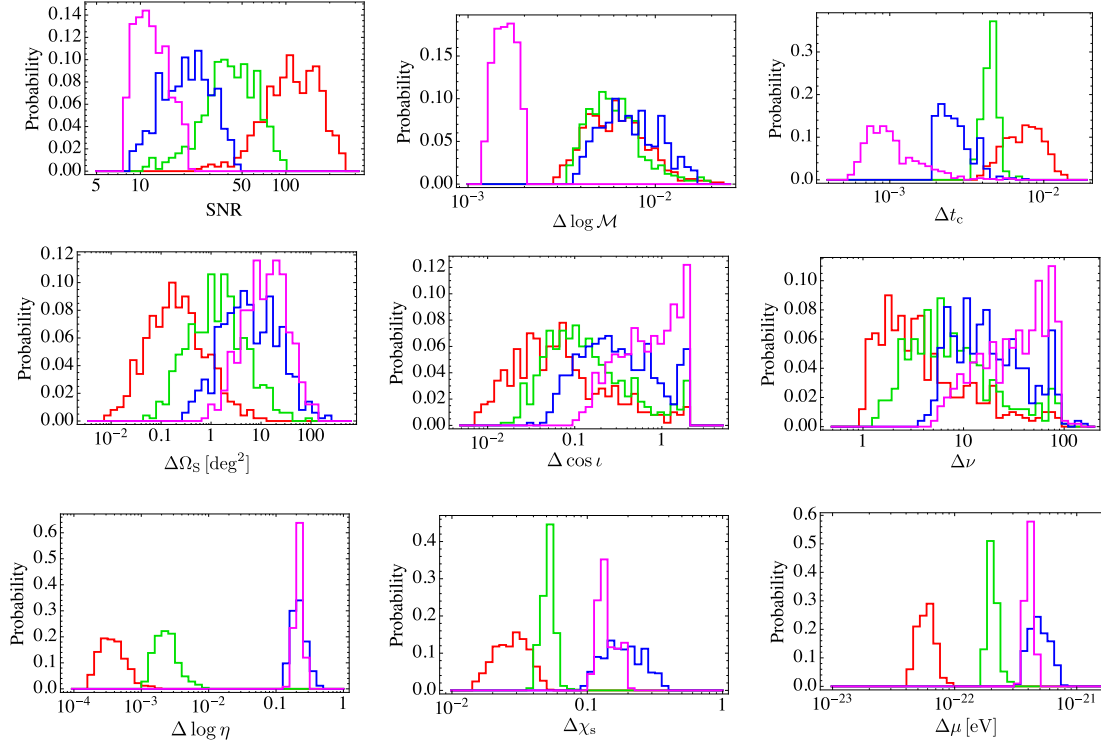 0.14
0.12
0.10
0.08
0.06
0.04
0.02
0.00
Probability
5 10 50 100
SNR
0.15
0.10
0.05
0.00
Probability
10⁻³ 10⁻²
Δ log ℳ
0.3
0.2
0.1
0.0
Probability
10⁻³ 10⁻²
Δt_c
0.12
0.10
0.08
0.06
0.04
0.02
0.00
Probability
10⁻² 0.1 1 10 100
ΔΩ_S [deg²]
0.12
0.10
0.08
0.06
0.04
0.02
0.00
Probability
10⁻² 0.1 1
Δ cos ι
0.12
0.10
0.08
0.06
0.04
0.02
0.00
Probability
1 10 100
Δν
0.6
0.5
0.4
0.3
0.2
0.1
0.0
Probability
10⁻⁴ 10⁻³ 10⁻² 0.1 1
Δ log η
0.4
0.3
0.2
0.1
0.0
Probability
10⁻² 0.1 1
Δχ_s
0.6
0.5
0.4
0.3
0.2
0.1
0.0
Probability
10⁻²³ 10⁻²² 10⁻²¹
Δμ [eV]